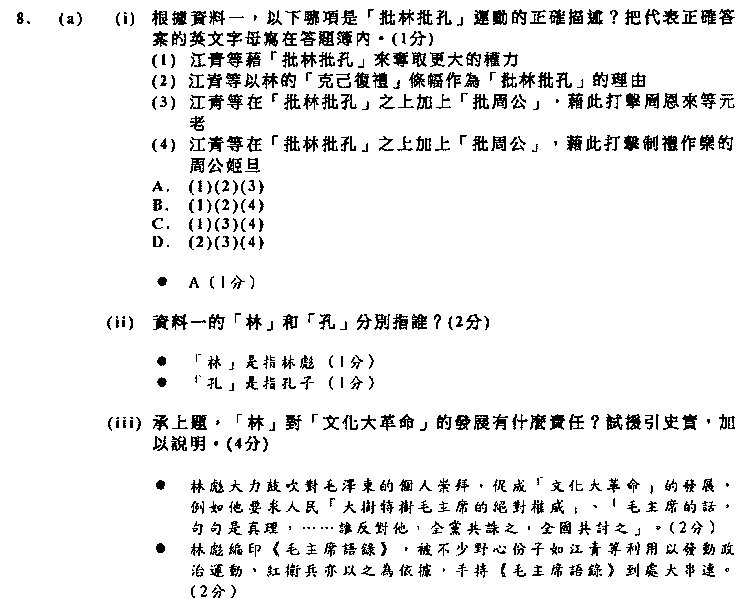 8. (a) (i) 根據資料一，以下哪項是「批林批孔」運動的正確描述？把代表正確答
案的英文字母寫在答題簿內。(1分)
(1) 江青等藉「批林批孔」來奪取更大的權力
(2) 江青等以林的「克己復禮」條幅作為「批林批孔」的理由
(3) 江青等在「批林批孔」之上加上「批周公」，藉此打擊周恩來等元
老
(4) 江青等在「批林批孔」之上加上「批周公」，藉此打擊制禮作樂的
周公姬旦
A. (1)(2)(3)
B. (1)(2)(4)
C. (1)(3)(4)
D. (2)(3)(4)
● A（1分）
(ii) 資料一的「林」和「孔」分別指誰？(2分)
● 「林」是指林彪（1分）
● 「孔」是指孔子（1分）
(iii) 承上題，「林」對「文化大革命」的發展有什麼責任？試援引史實，加
以說明。(4分)
● 林彪大力鼓吹對毛澤東的個人崇拜，促成「文化大革命」的發展，
例如他要求人民「大樹特樹毛主席的絕對權威」、「毛主席的話，
句句是真理，……誰反對他，全黨共誅之，全國共討之」。(2分)
● 林彪編印《毛主席語錄》，被不少野心份子如江青等利用以發動政
治運動，紅衛兵亦以之為依據，手持《毛主席語錄》到處大串連。
(2分)